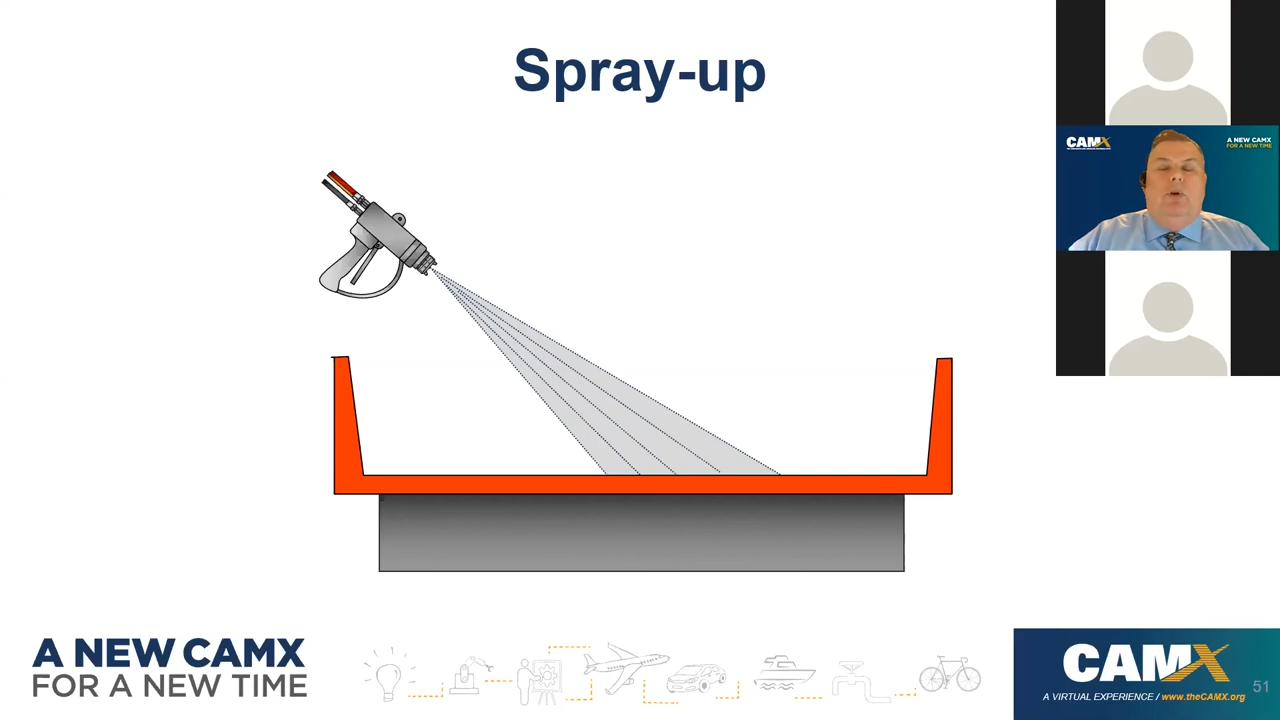 Spray-up
CAMX
A NEW CAMX
FOR A NEW TIME
A NEW CAMX
FOR A NEW TIME
CAMX
A VIRTUAL EXPERIENCE / www.theCAMX.org
51